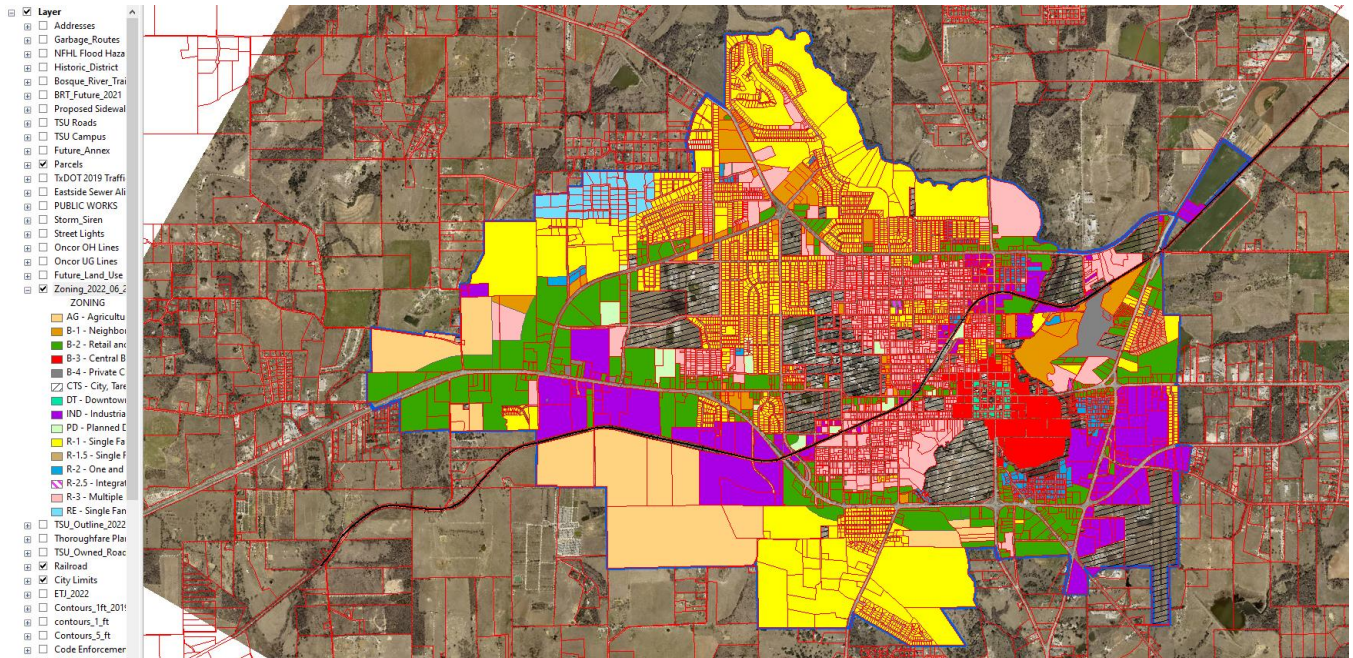 Layer
Addresses
Garbage_Routes
NFHL Flood Haza
Historic_District
Bosque_River_Trai
BRT_Future_2021
Proposed Sidewal
TSU Roads
TSU Campus
Future_Annex
Parcels
TxDOT 2019 Traffi
Eastside Sewer Ali
PUBLIC WORKS
Storm_Siren
Street Lights
Oncor OH Lines
Oncor UG Lines
Future_Land_Use
Zoning_2022_06_2
ZONING
AG - Agricultu
B-1 - Neighbor
B-2 - Retail and
B-3 - Central B
B-4 - Private C
CTS - City, Tare
DT - Downtown
IND - Industria
PD - Planned D
R-1 - Single Fa
R-1.5 - Single F
R-2 - One and
R-2.5 - Integrat
R-3 - Multiple
RE - Single Fan
TSU_Outline_2022
Thoroughfare Plan
TSU_Owned_Road
Railroad
City Limits
ETJ_2022
Contours_1ft_2019
contours_1_ft
Contours_5_ft
Code Enforcemer